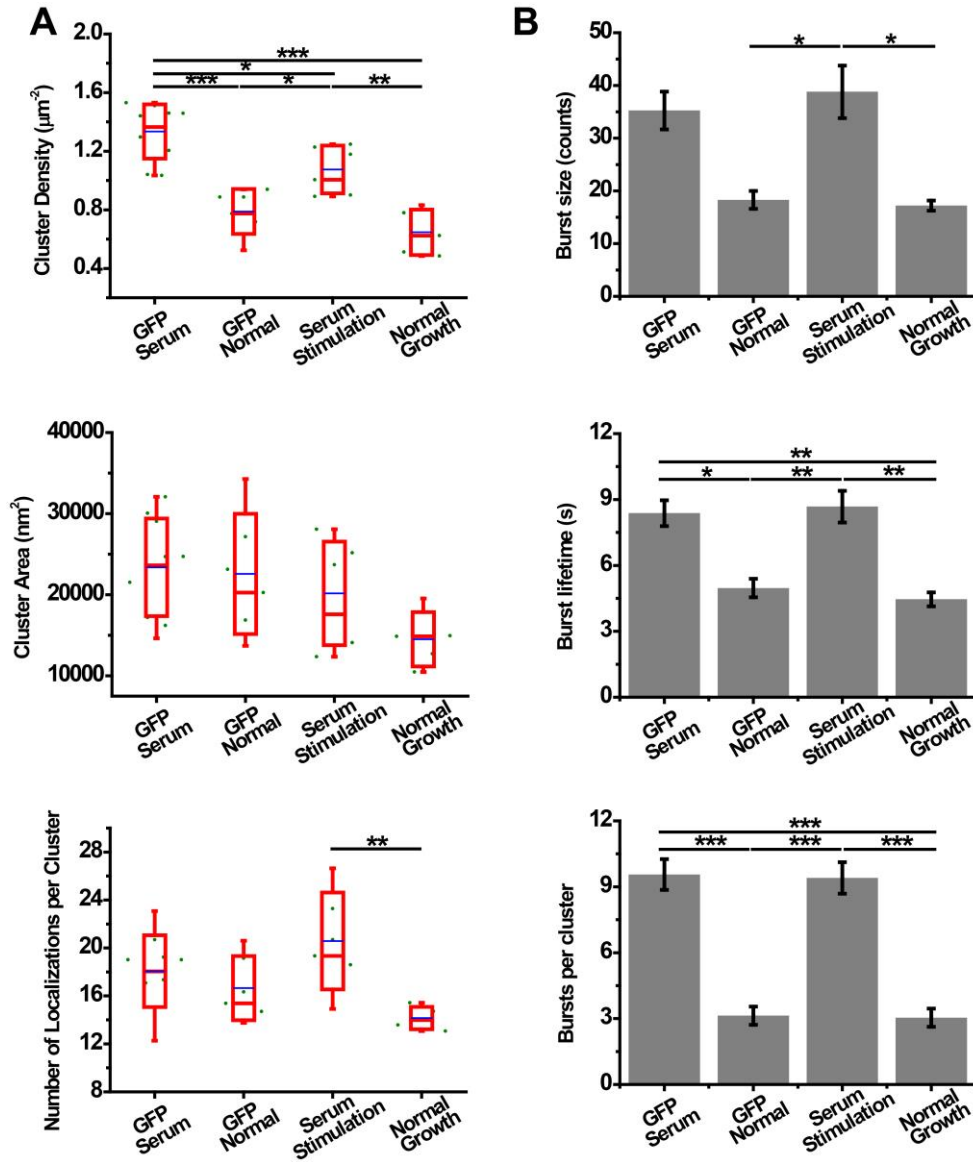 A
Cluster Density (μm⁻²)
2.0
1.6
1.2
0.8
0.4
***
*
***
*
**
GFP Serum
GFP Normal
Serum Stimulation
Normal Growth
Cluster Area (nm²)
40000
30000
20000
10000
GFP Serum
GFP Normal
Serum Stimulation
Normal Growth
Number of Localizations per Cluster
28
24
20
16
12
8
**
GFP Serum
GFP Normal
Serum Stimulation
Normal Growth
B
Burst size (counts)
50
40
30
20
10
0
*
*
GFP Serum
GFP Normal
Serum Stimulation
Normal Growth
Burst lifetime (s)
12
9
6
3
0
**
*
**
**
GFP Serum
GFP Normal
Serum Stimulation
Normal Growth
Bursts per cluster
12
9
6
3
0
***
***
***
***
GFP Serum
GFP Normal
Serum Stimulation
Normal Growth